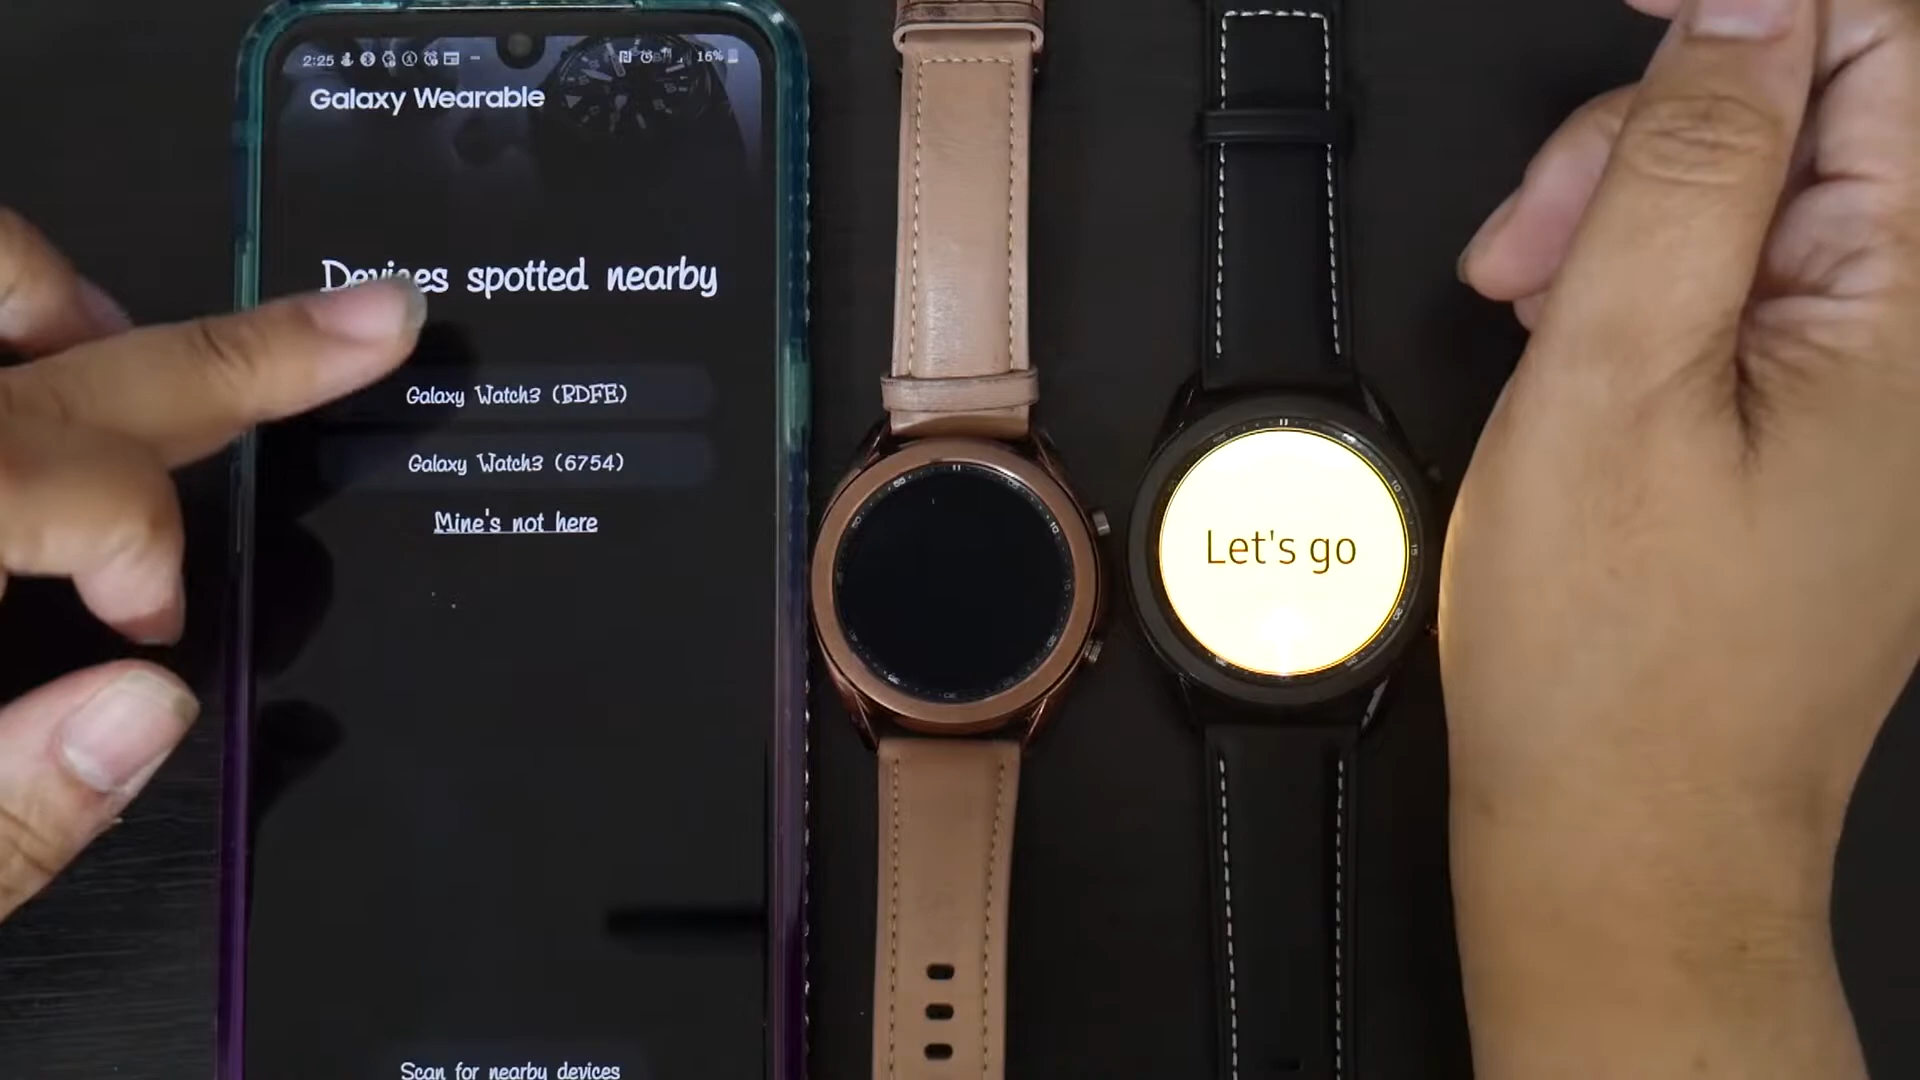 2:25
16%
Galaxy Wearable
Devices spotted nearby
Galaxy Watch3 (BDFE)
Galaxy Watch3 (6754)
Mine's not here
Scan for nearby devices
Let's go